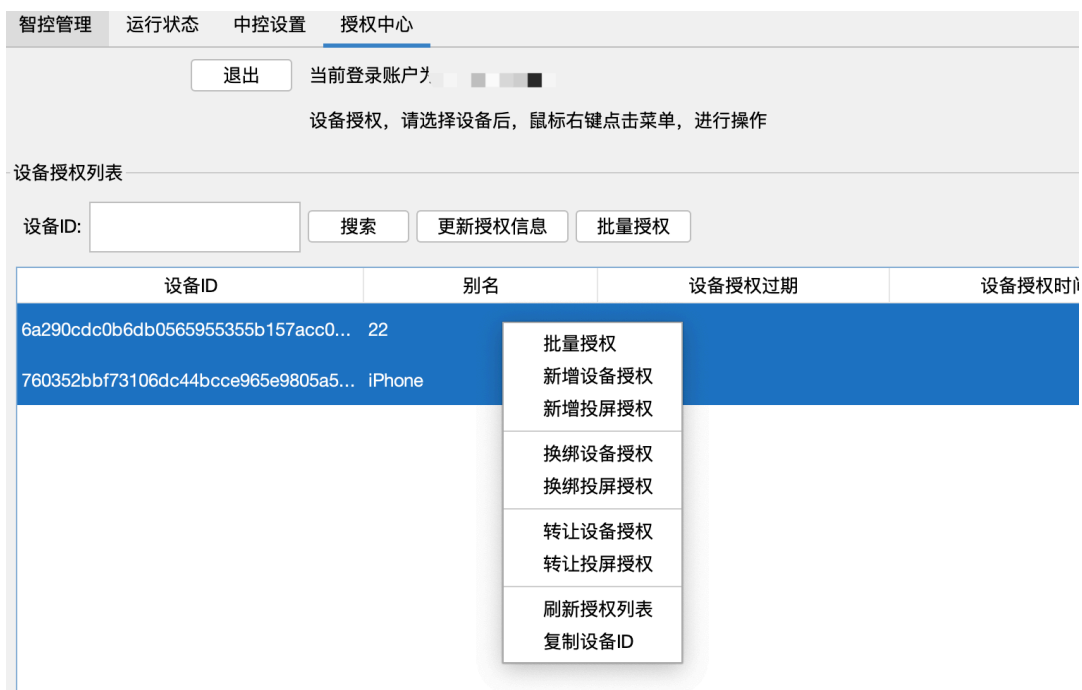 智控管理 运行状态 中控设置 授权中心
退出 当前登录账户为
设备授权，请选择设备后，鼠标右键点击菜单，进行操作
设备授权列表
设备ID: 搜索 更新授权信息 批量授权
设备ID 别名 设备授权过期 设备授权时间
6a290cdc0b6db0565955355b157acc0... 22
760352bbf73106dc44bcce965e9805a5... iPhone
批量授权
新增设备授权
新增投屏授权
换绑设备授权
换绑投屏授权
转让设备授权
转让投屏授权
刷新授权列表
复制设备ID